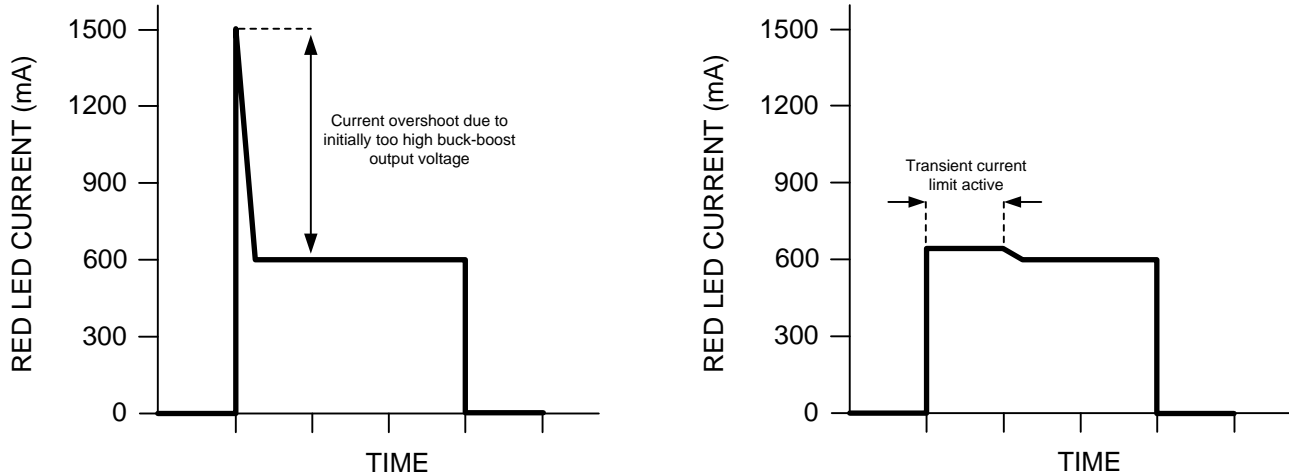 RED LED CURRENT (mA)
1500
1200
900
600
300
0
Current overshoot due to
initially too high buck-boost
output voltage
TIME
RED LED CURRENT (mA)
1500
1200
900
600
300
0
Transient current
limit active
TIME